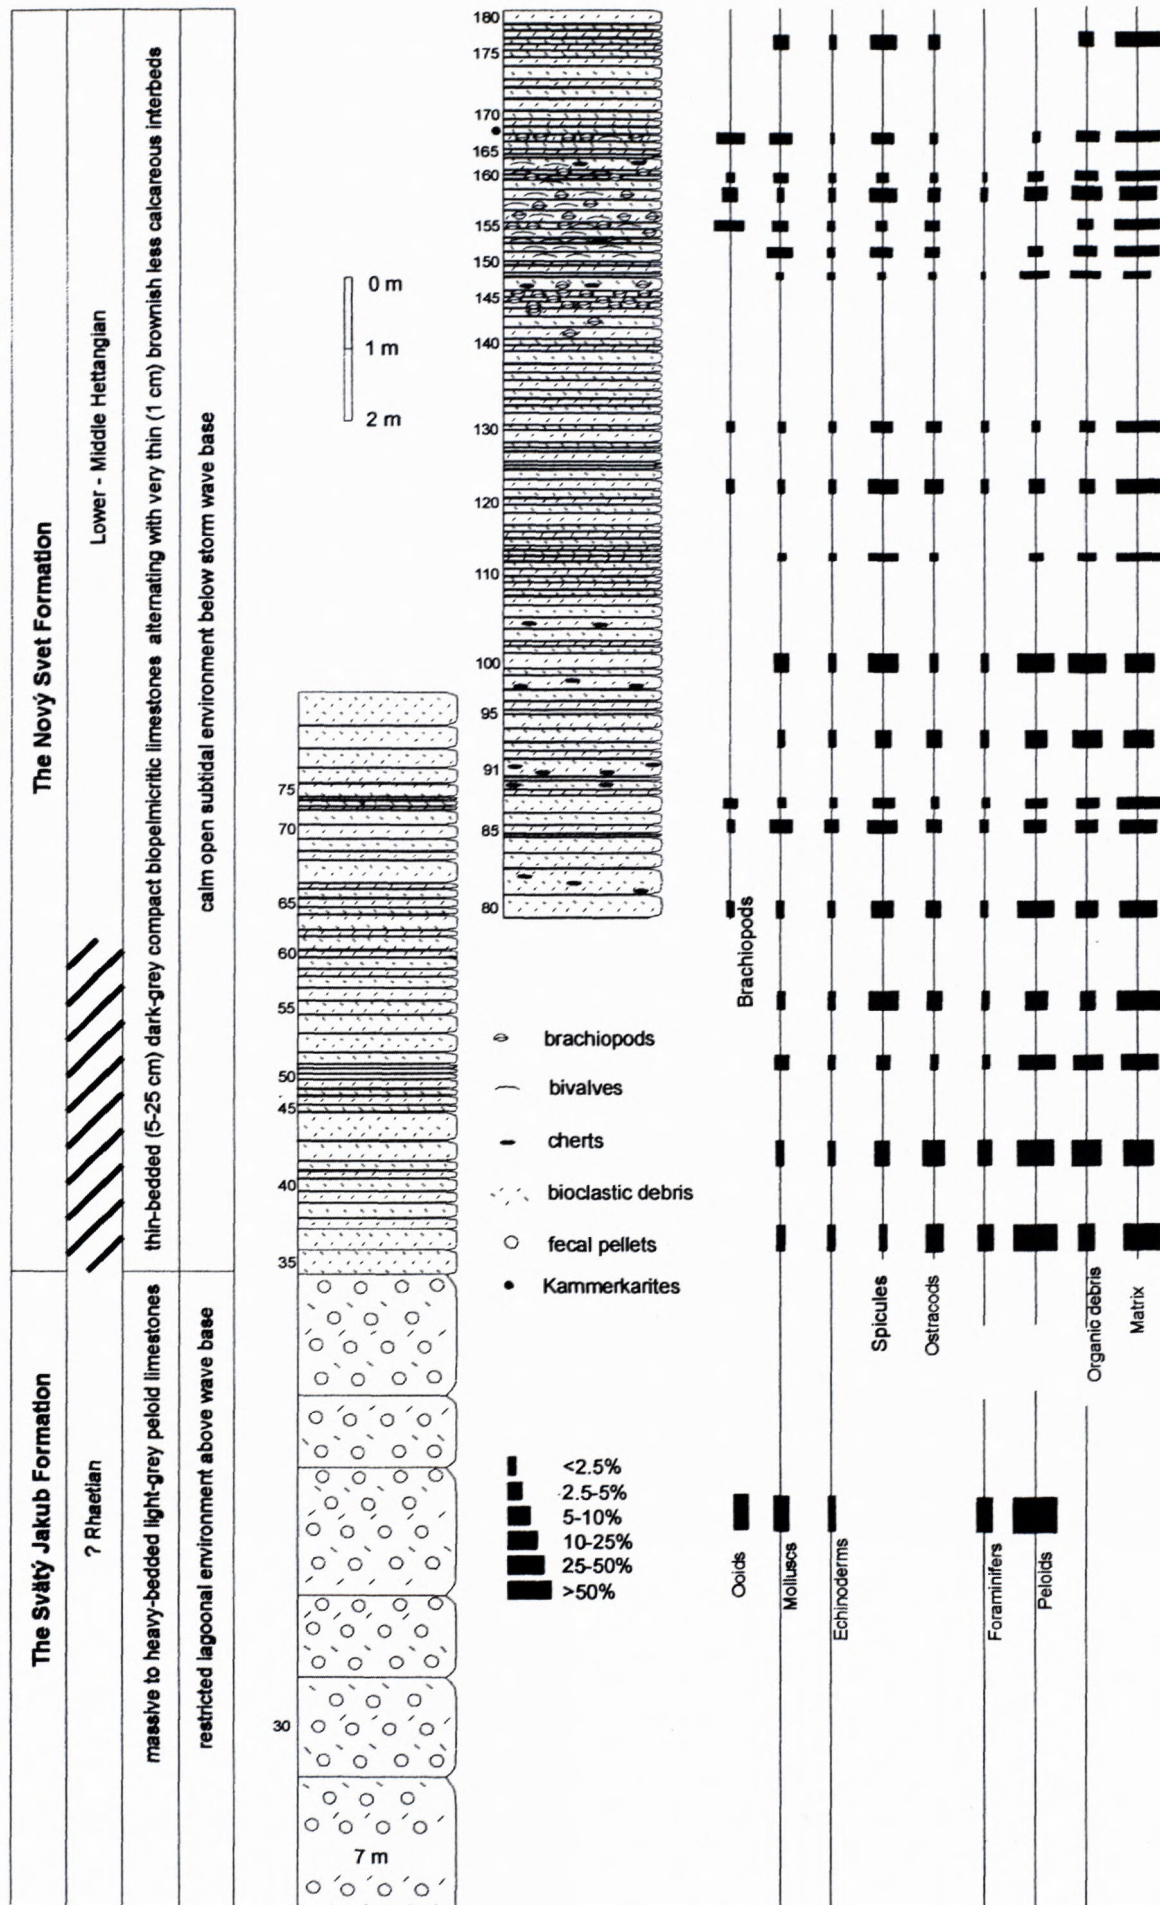 The Nový Svet Formation
Lower - Middle Hettangian
thin-bedded (5-25 cm) dark-grey compact biopelmicritic limestones alternating with very thin (1 cm) brownish less calcareous interbeds
calm open subtidal environment below storm wave base
The Svätý Jakub Formation
? Rhaetian
massive to heavy-bedded light-grey peloid limestones
restricted lagoonal environment above wave base
0 m
1 m
2 m
75
70
65
60
55
50
45
40
35
30
7 m
180
175
170
165
160
155
150
145
140
130
120
110
100
95
91
85
80
brachiopods
bivalves
cherts
bioclastic debris
fecal pellets
Kammerkarites
<2.5%
2.5-5%
5-10%
10-25%
25-50%
>50%
Brachiopods
Ooids
Molluscs
Echinoderms
Spicules
Ostracods
Foraminifers
Peloids
Organic debris
Matrix